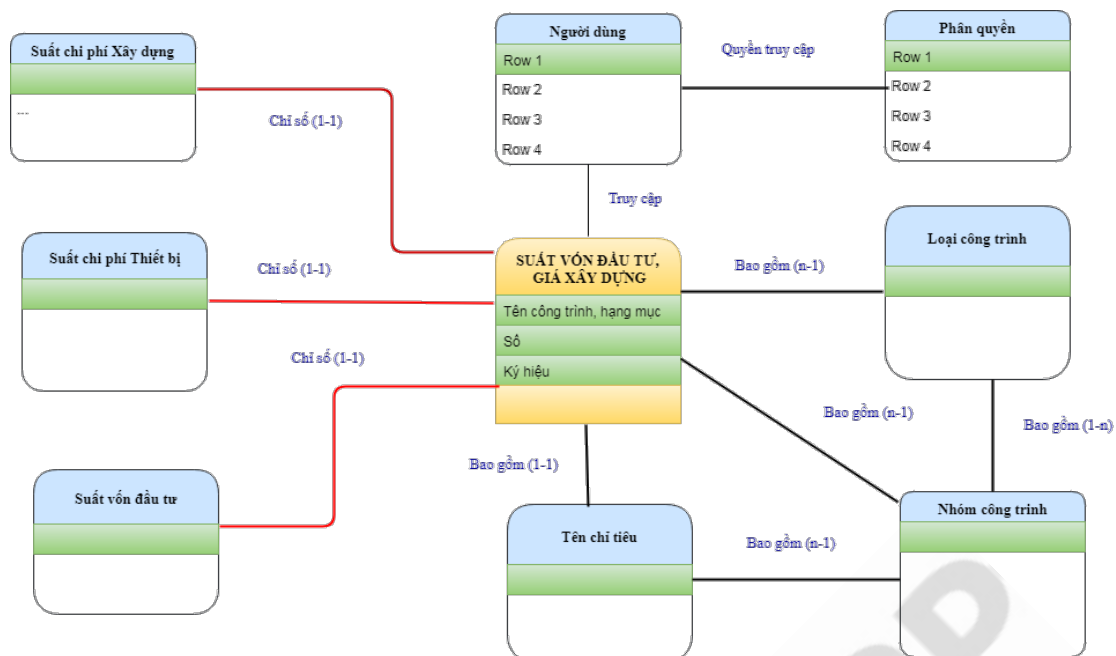 Suất chi phí Xây dựng
---
Chỉ số (1-1)
Người dùng
Row 1
Row 2
Row 3
Row 4
Quyền truy cập
Phân quyền
Row 1
Row 2
Row 3
Row 4
Truy cập
Suất chi phí Thiết bị
Chỉ số (1-1)
SUẤT VỐN ĐẦU TƯ,
GIÁ XÂY DỰNG
Tên công trình, hạng mục
Số
Ký hiệu
Bao gồm (n-1)
Loại công trình
Chỉ số (1-1)
Bao gồm (n-1)
Bao gồm (1-n)
Bao gồm (1-1)
Suất vốn đầu tư
Tên chỉ tiêu
Bao gồm (n-1)
Nhóm công trình